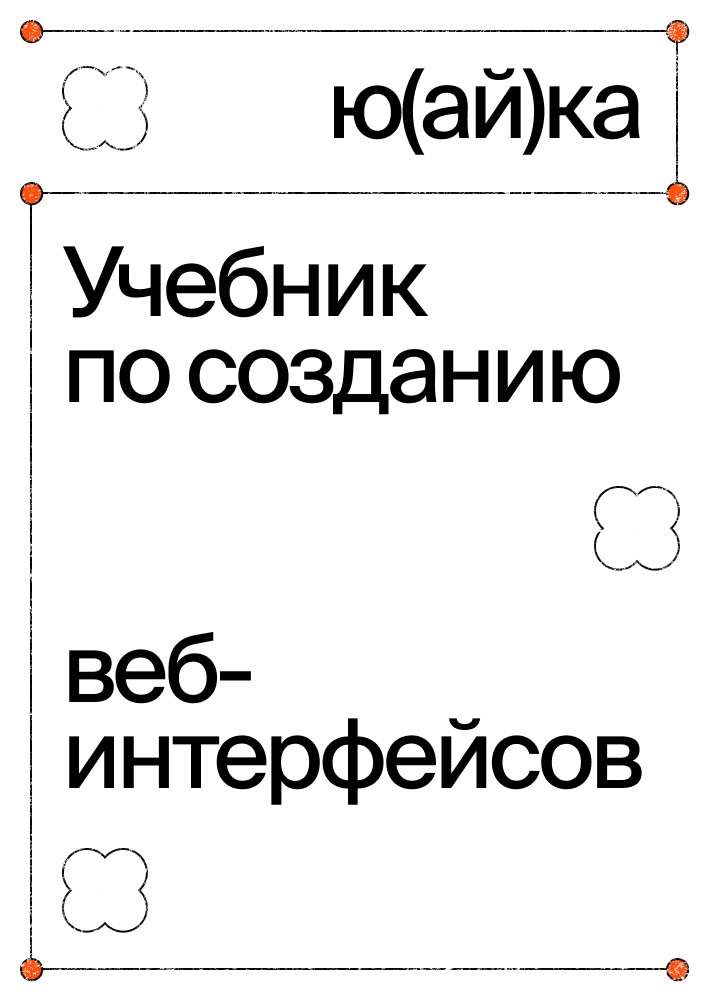 ю(ай)ка
Учебник
по созданию
веб-
интерфейсов